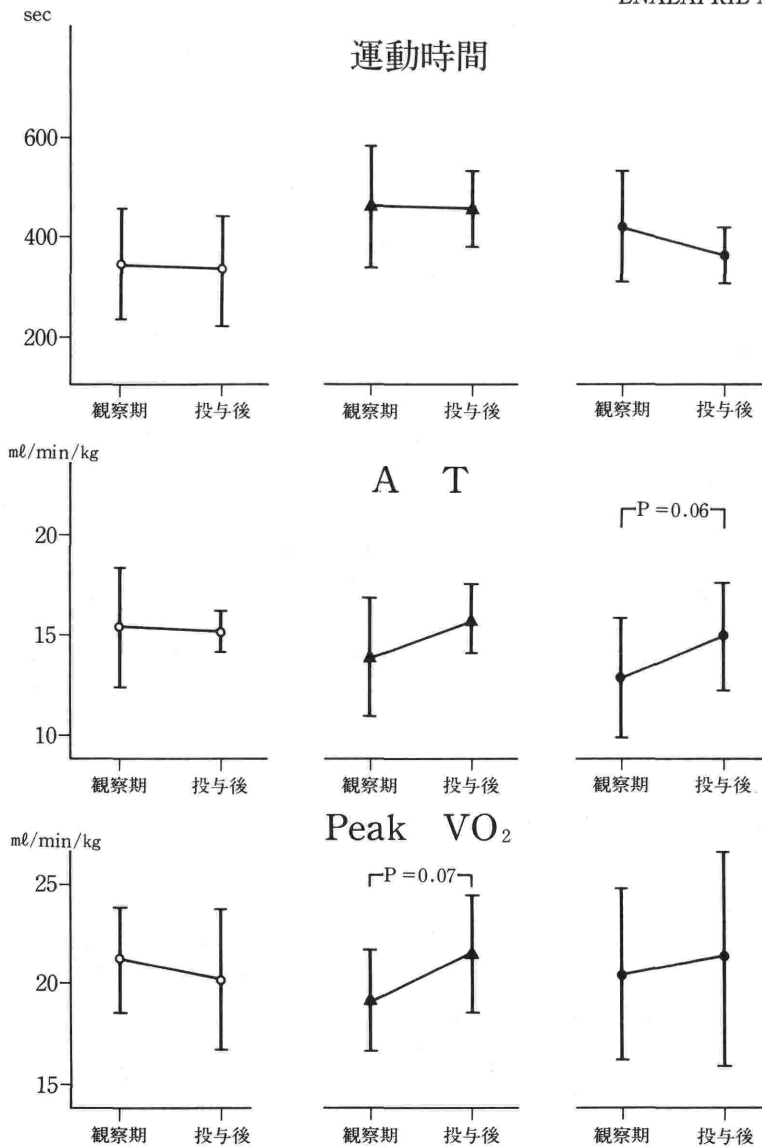 sec
運動時間
600
400
200
観察期 投与後 観察期 投与後 観察期 投与後
mℓ/min/kg
A T
P=0.06
20
15
10
観察期 投与後 観察期 投与後 観察期 投与後
Peak VO₂
mℓ/min/kg
P=0.07
25
20
15
観察期 投与後 観察期 投与後 観察期 投与後